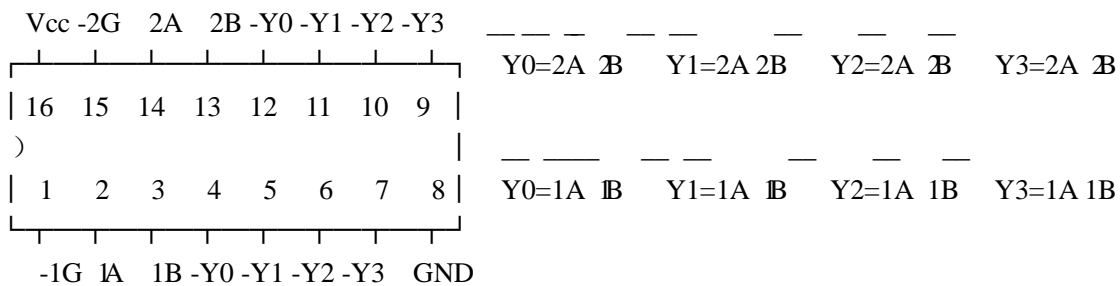 Vcc -2G 2A 2B -Y0 -Y1 -Y2 -Y3
Y0=2A 2B Y1=2A 2B Y2=2A 2B Y3=2A 2B
16 15 14 13 12 11 10 9
)
1 2 3 4 5 6 7 8
Y0=1A 1B Y1=1A 1B Y2=1A 1B Y3=1A 1B
-1G 1A 1B -Y0 -Y1 -Y2 -Y3 GND